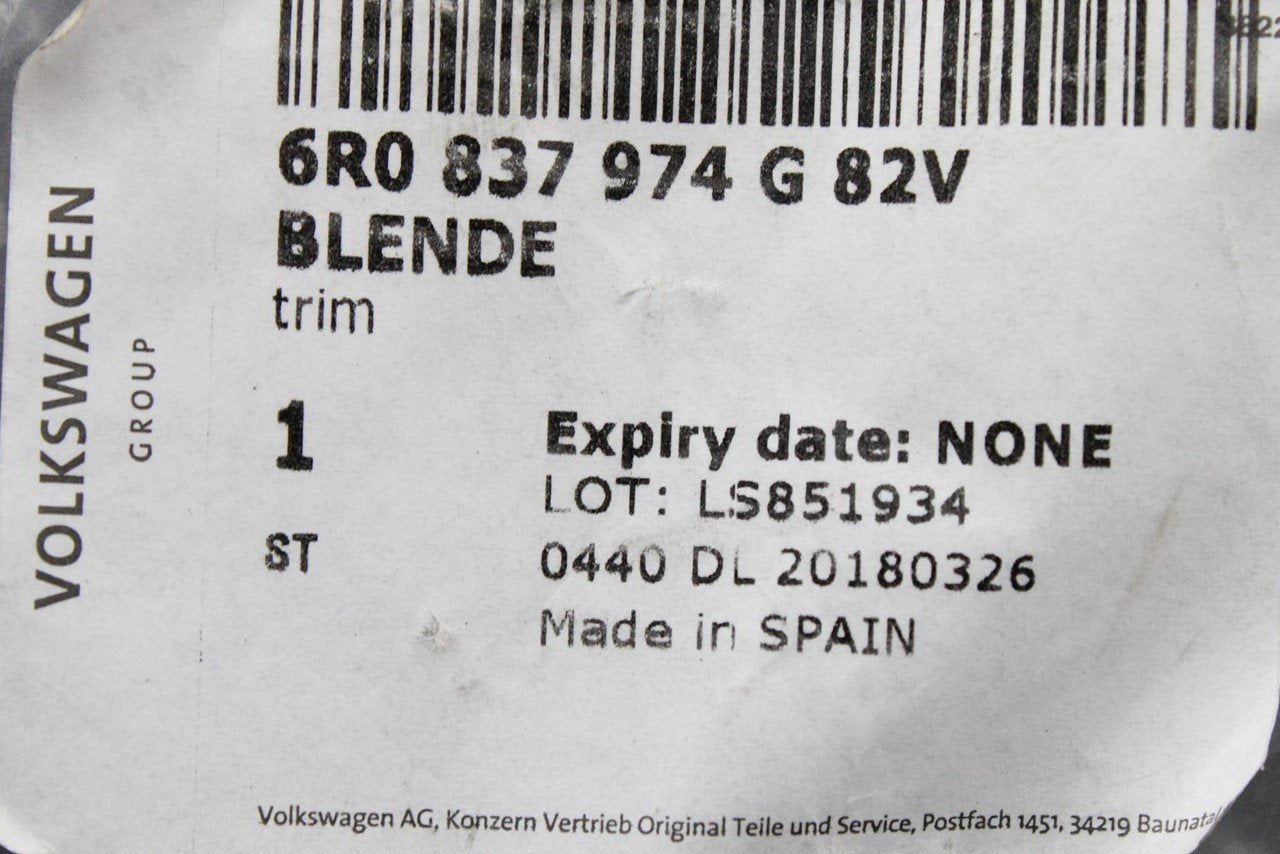 6R0 837 974 G 82V
BLENDE
trim
1
Expiry date: NONE
LOT: LS851934
ST
0440 DL 20180326
Made in SPAIN
VOLKSWAGEN
GROUP
Volkswagen AG, Konzern Vertrieb Original Teile und Service, Postfach 1451, 34219 Baunatal